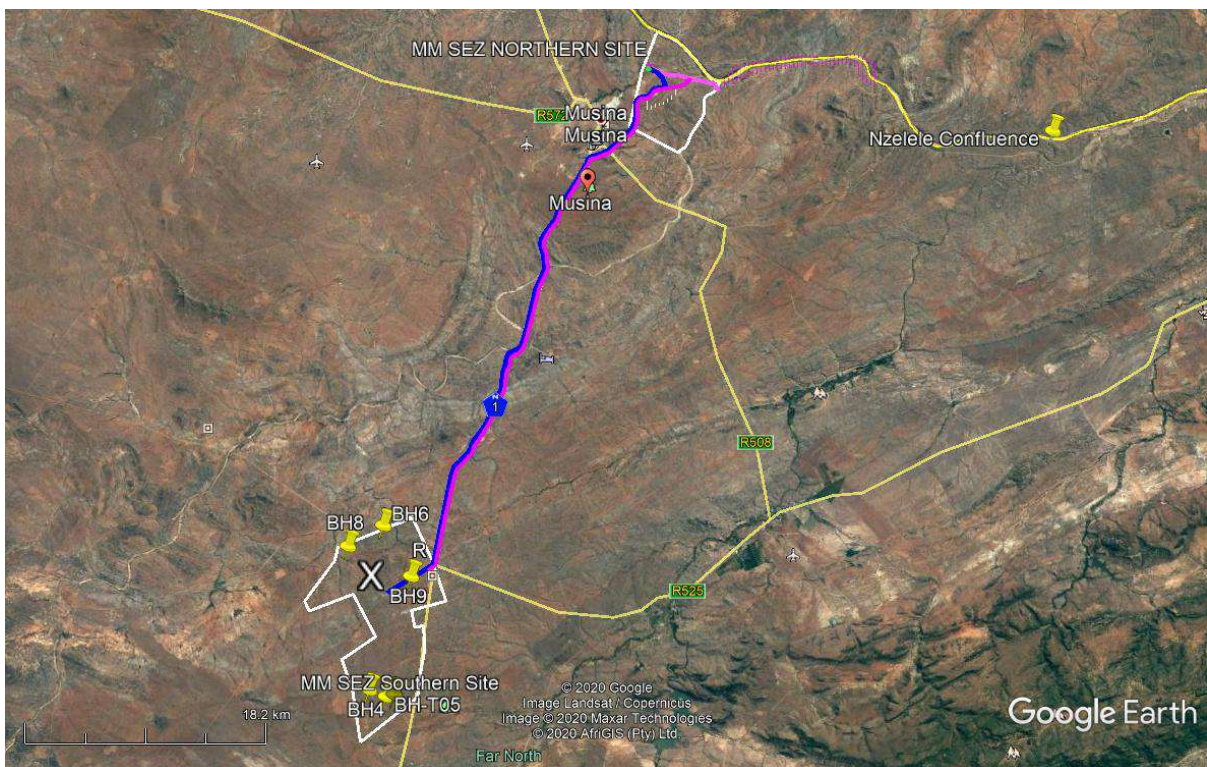 MM SEZ NORTHERN SITE
R572
Musina
Musina
Nzelele Confluence
Musina
N
1
R508
BH6
BH8
R
X
BH9
R525
MM SEZ Southern Site
BH4
BH-T05
18.2 km
© 2020 Google
Image Landsat / Copernicus
Image © 2020 Maxar Technologies
© 2020 AfriGIS (Pty) Ltd.
Google Earth
Far North